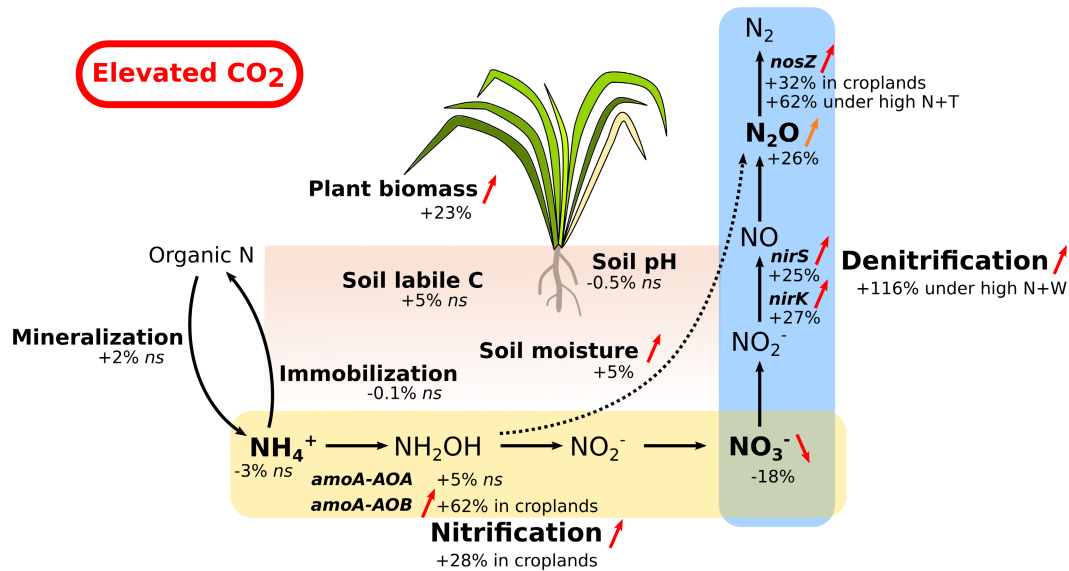 Elevated CO₂
N₂
nosZ
+32% in croplands
+62% under high N+T
N₂O
+26%
Plant biomass
+23%
NO
nirS
+25%
nirK
+27%
Denitrification
+116% under high N+W
Organic N
Soil labile C
+5% ns
Soil pH
-0.5% ns
Mineralization
+2% ns
Immobilization
-0.1% ns
Soil moisture
+5%
NO₂⁻
NH₄⁺
-3% ns
NH₂OH
NO₂⁻
NO₃⁻
-18%
amoA-AOA +5% ns
amoA-AOB +62% in croplands
Nitrification
+28% in croplands